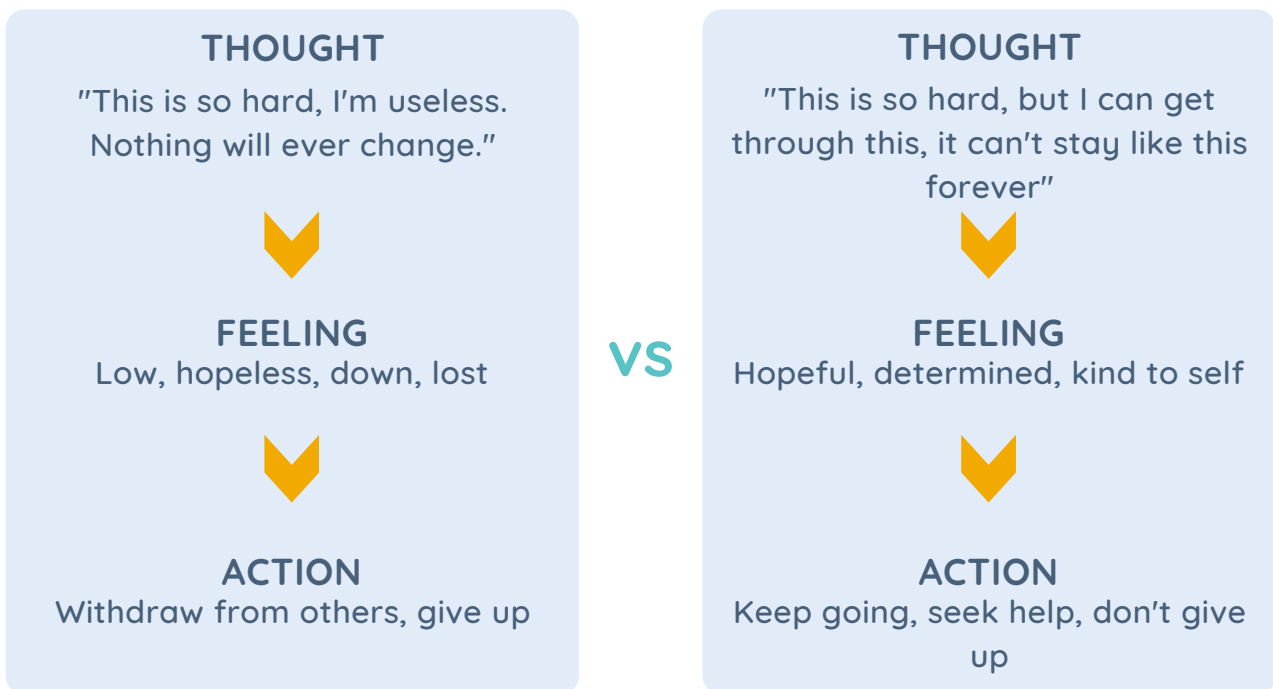 THOUGHT
"This is so hard, I'm useless.
Nothing will ever change."
FEELING
Low, hopeless, down, lost
ACTION
Withdraw from others, give up
vs
THOUGHT
"This is so hard, but I can get
through this, it can't stay like this
forever"
FEELING
Hopeful, determined, kind to self
ACTION
Keep going, seek help, don't give
up